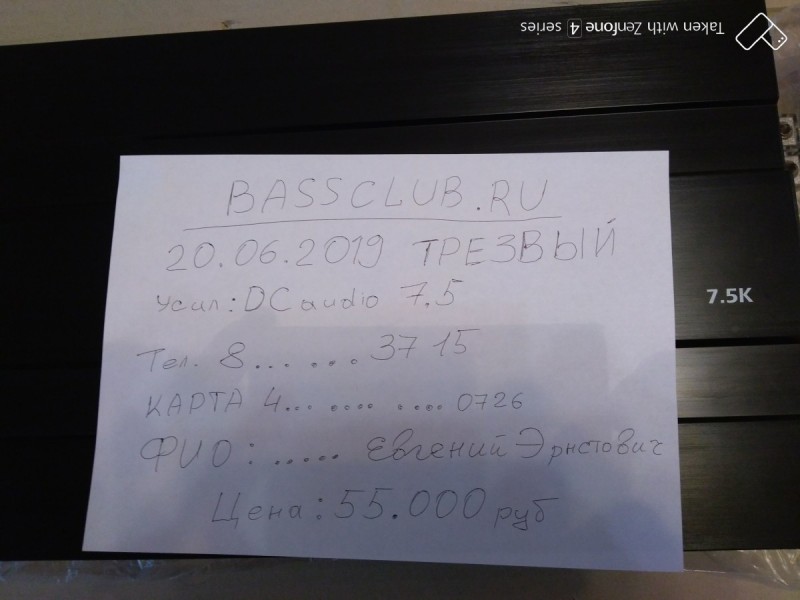 Taken with Zenfone 4 series
BASSCLUB.RU
20.06.2019 ТРЕЗВЫЙ
Усил: DC audio 7.5
7.5K
Тел. 8... ... 37 15
КАРТА 4... .... .... 0726
ФИО: ..... Евгений Эрнстович
Цена: 55.000 руб